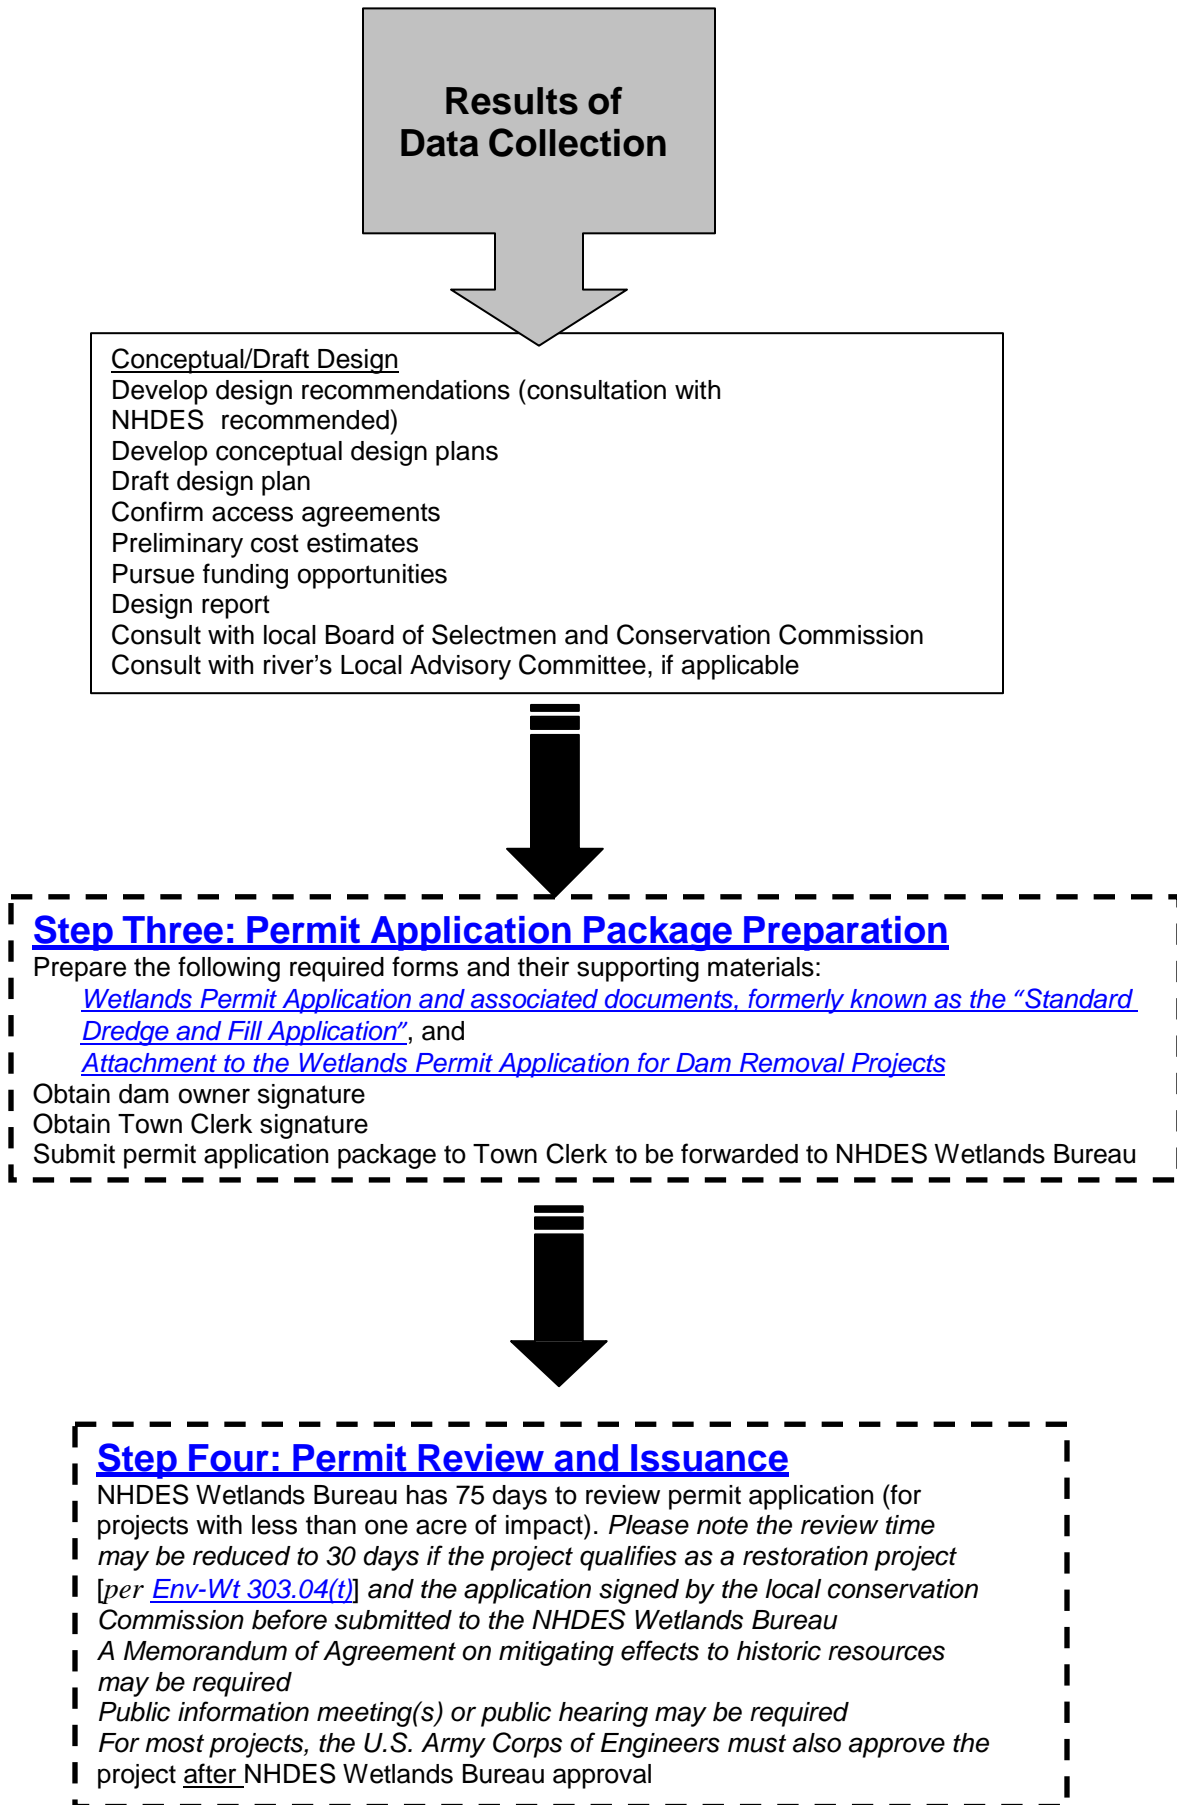 Results of
Data Collection
Conceptual/Draft Design
Develop design recommendations (consultation with
NHDES recommended)
Develop conceptual design plans
Draft design plan
Confirm access agreements
Preliminary cost estimates
Pursue funding opportunities
Design report
Consult with local Board of Selectmen and Conservation Commission
Consult with river's Local Advisory Committee, if applicable
Step Three: Permit Application Package Preparation
Prepare the following required forms and their supporting materials:
Wetlands Permit Application and associated documents, formerly known as the “Standard
Dredge and Fill Application”, and
Attachment to the Wetlands Permit Application for Dam Removal Projects
Obtain dam owner signature
Obtain Town Clerk signature
Submit permit application package to Town Clerk to be forwarded to NHDES Wetlands Bureau
Step Four: Permit Review and Issuance
NHDES Wetlands Bureau has 75 days to review permit application (for
projects with less than one acre of impact). Please note the review time
may be reduced to 30 days if the project qualifies as a restoration project
[per Env-Wt 303.04(t)] and the application signed by the local conservation
Commission before submitted to the NHDES Wetlands Bureau
A Memorandum of Agreement on mitigating effects to historic resources
may be required
Public information meeting(s) or public hearing may be required
For most projects, the U.S. Army Corps of Engineers must also approve the
project after NHDES Wetlands Bureau approval